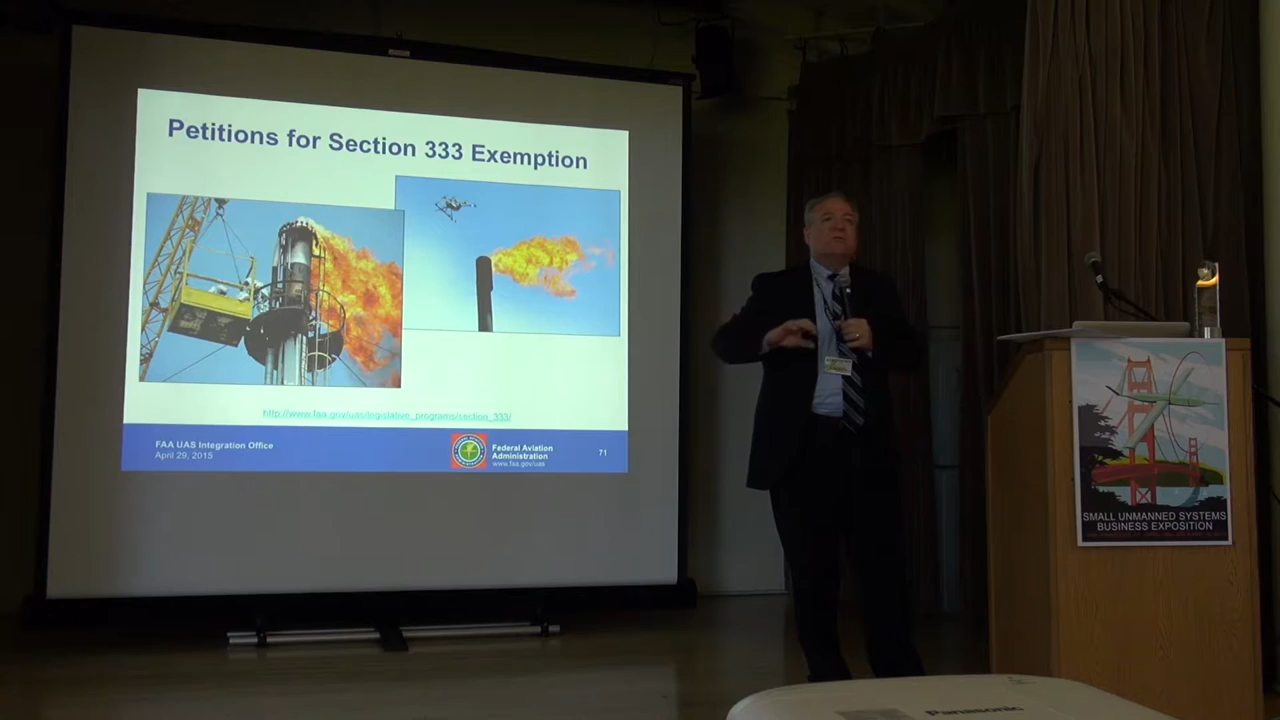 Petitions for Section 333 Exemption
http://www.faa.gov/uas/legislative_programs/section_333/
FAA UAS Integration Office
April 29, 2015
Federal Aviation
Administration
www.faa.gov/uas
71
SMALL UNMANNED SYSTEMS
BUSINESS EXPOSITION
Panasonic